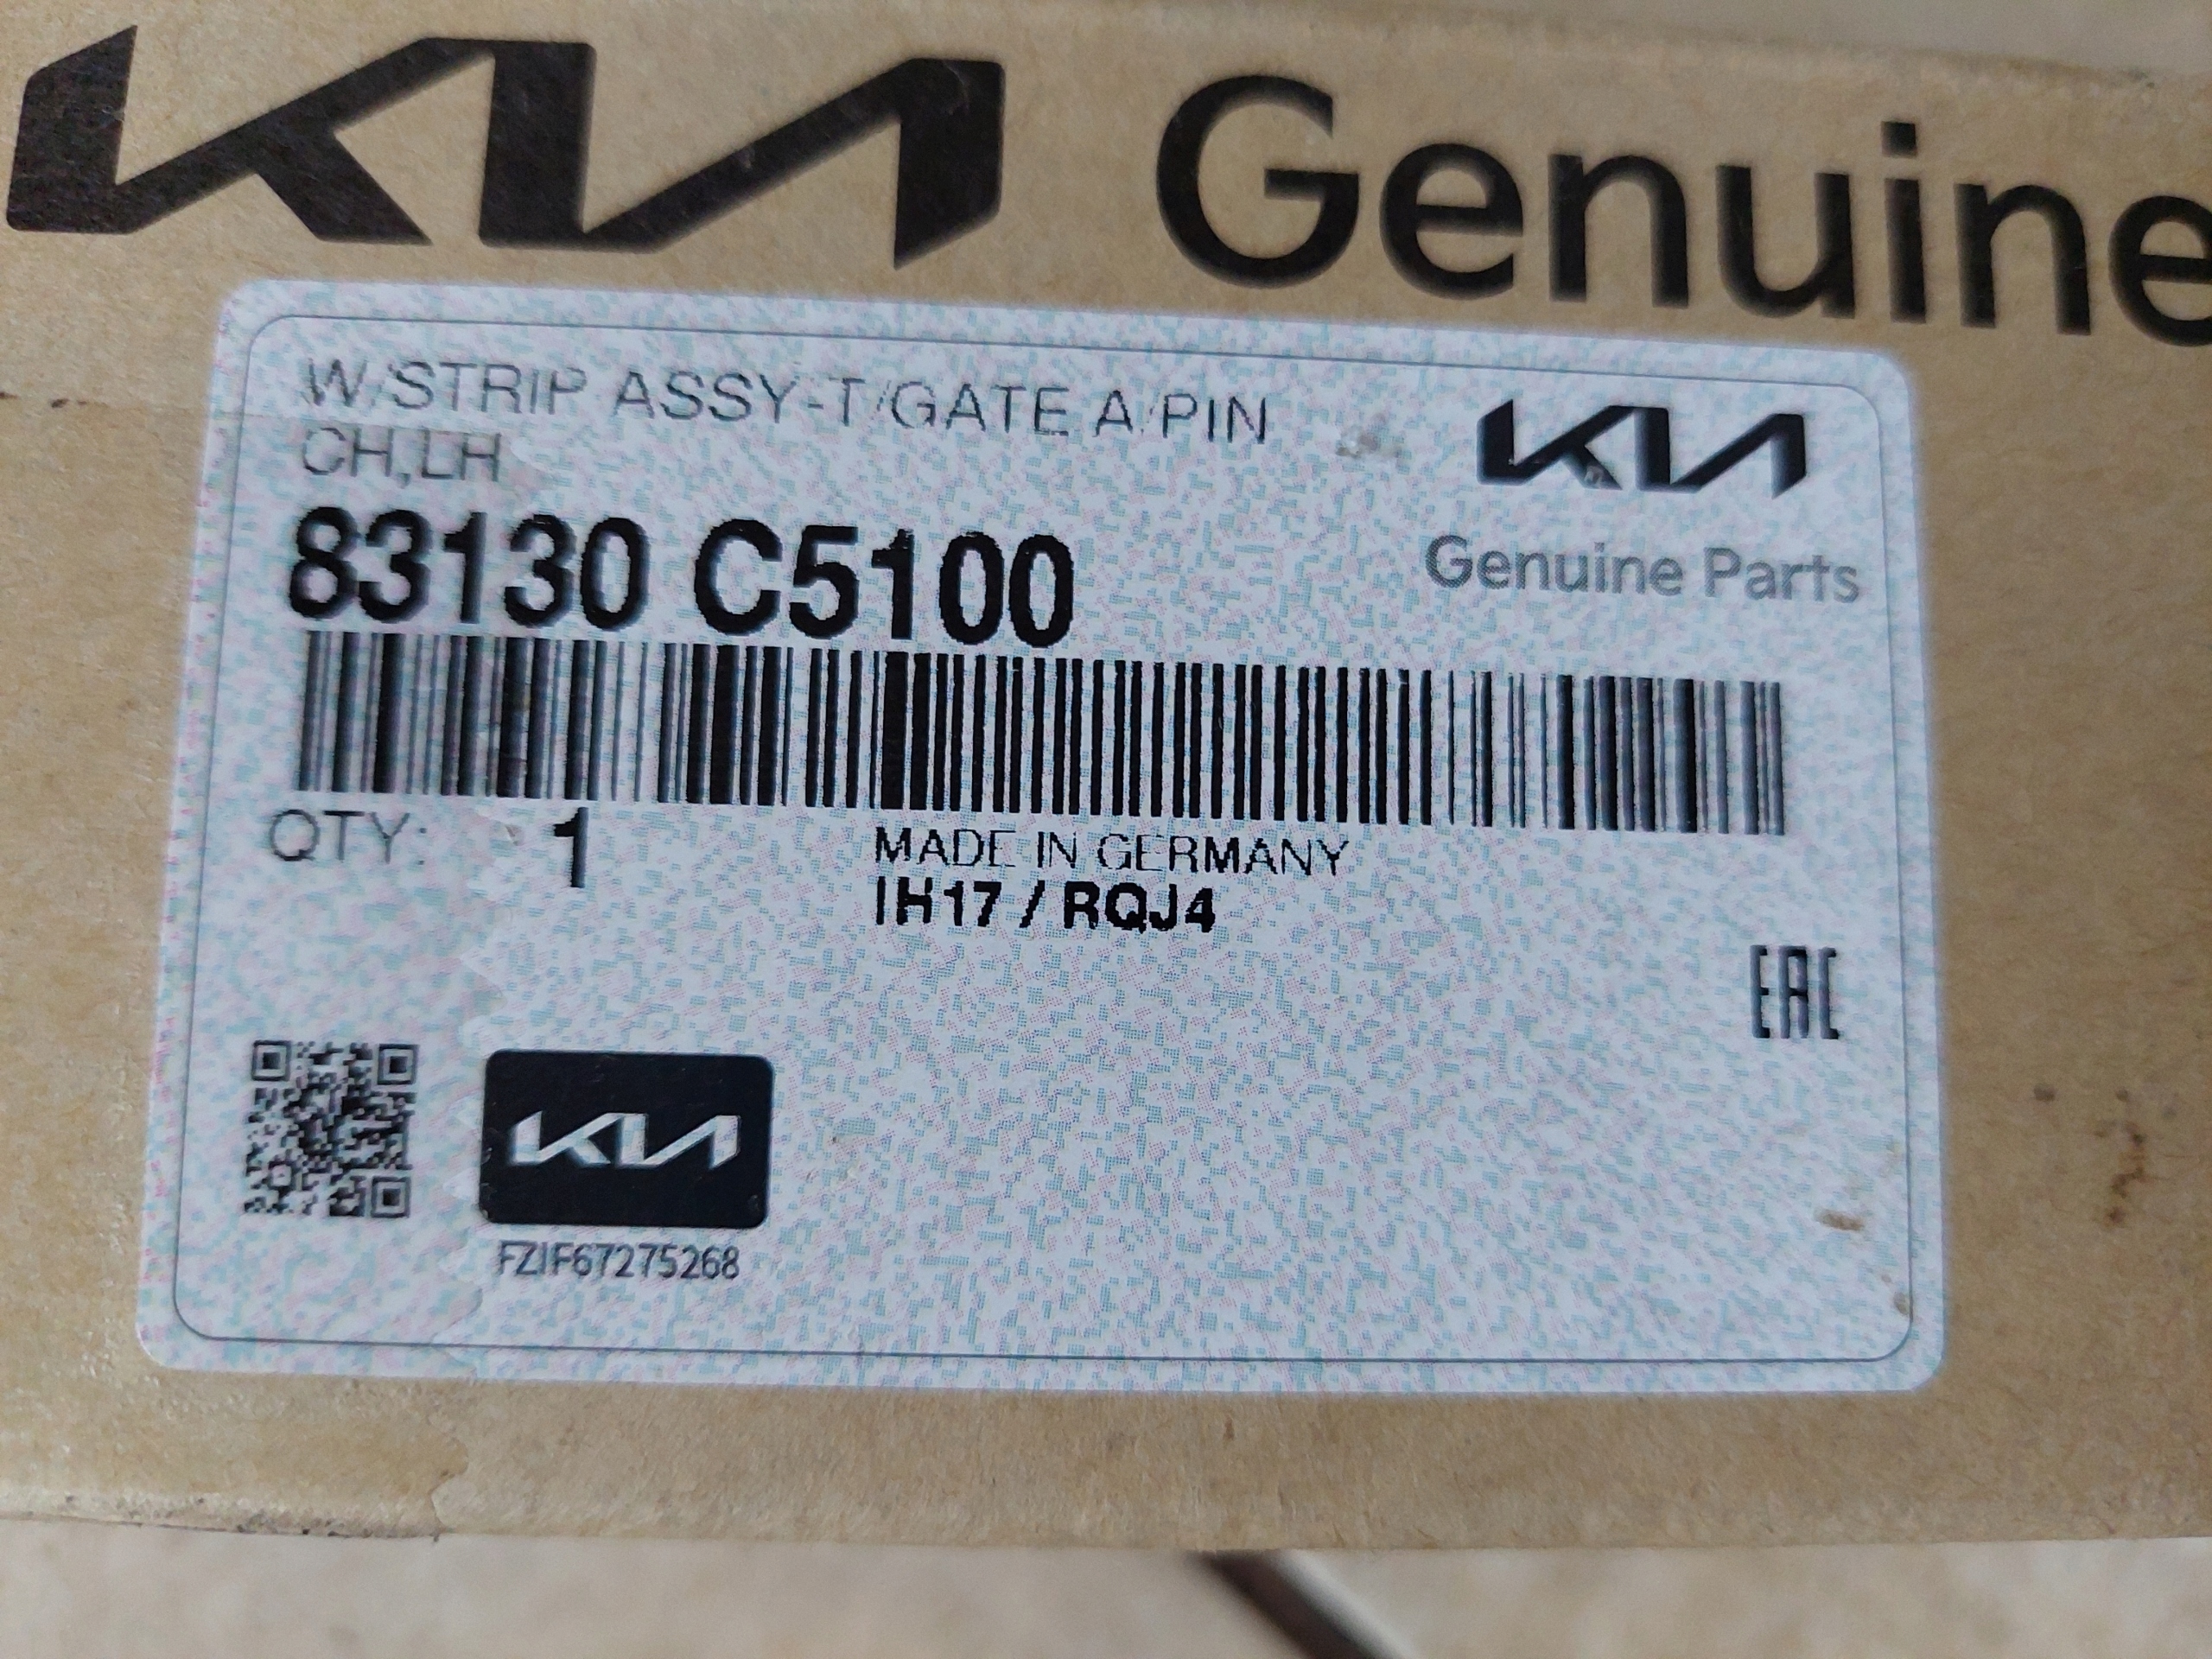 KIA Genuine
W/STRIP ASSY-T/GATE A/PIN
CH,LH
KIA
Genuine Parts
83130 C5100
QTY: 1
MADE IN GERMANY
IH17 / RQJ4
EAC
KIA
FZIF67275268